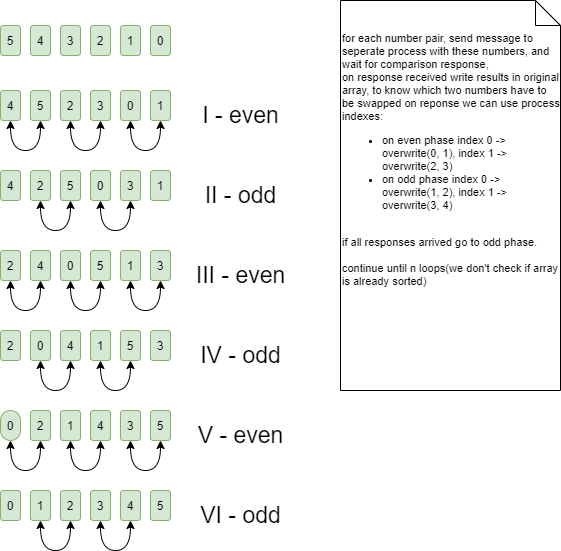 5 4 3 2 1 0
4 5 2 3 0 1
I - even
4 2 5 0 3 1
II - odd
2 4 0 5 1 3
III - even
2 0 4 1 5 3
IV - odd
0 2 1 4 3 5
V - even
0 1 2 3 4 5
VI - odd
for each number pair, send message to
seperate process with these numbers, and
wait for comparison response,
on response received write results in original
array, to know which two numbers have to
be swapped on reponse we can use process
indexes:
• on even phase index 0 ->
overwrite(0, 1), index 1 ->
overwrite(2, 3)
• on odd phase index 0 ->
overwrite(1, 2), index 1 ->
overwrite(3, 4)
if all responses arrived go to odd phase.
continue until n loops(we don't check if array
is already sorted)